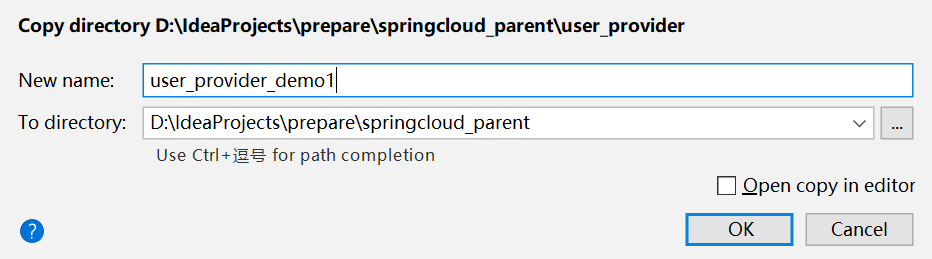 Copy directory D:\IdeaProjects\prepare\springcloud_parent\user_provider
New name: user_provider_demo1
To directory: D:\IdeaProjects\prepare\springcloud_parent ...
Use Ctrl+逗号 for path completion
Open copy in editor
? OK Cancel